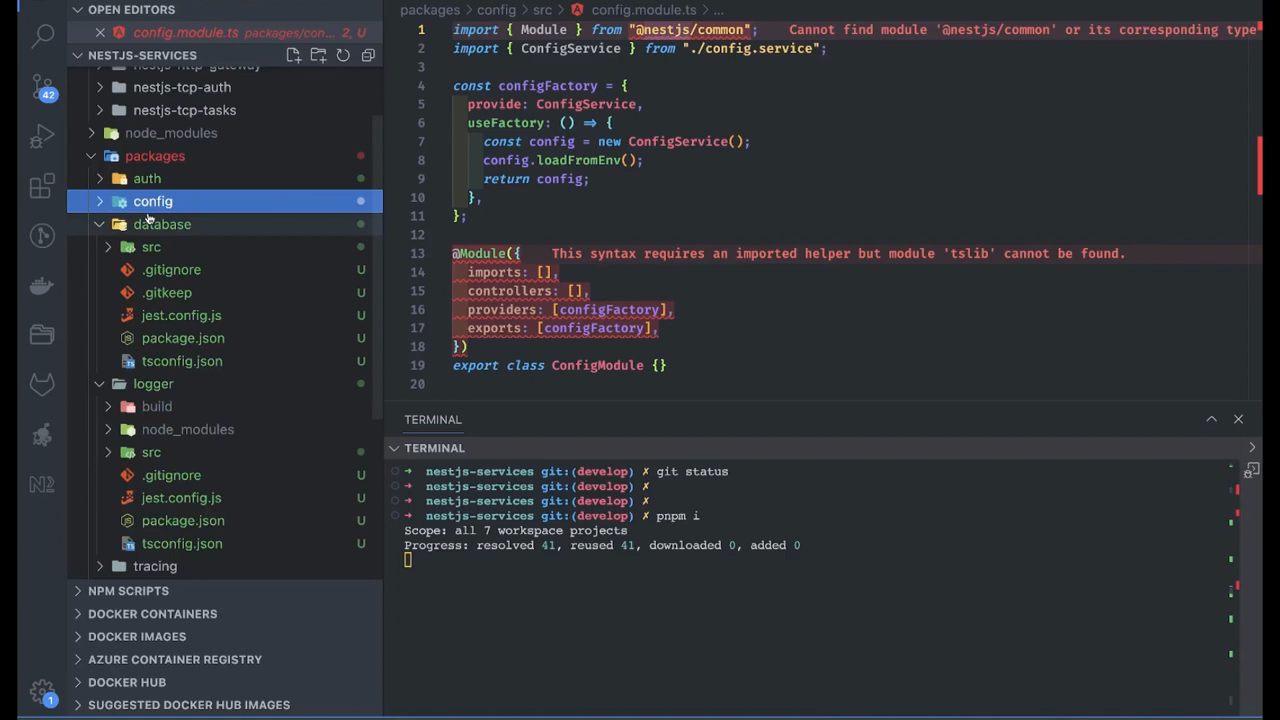 OPEN EDITORS
config.module.ts packages/con... 2, U
NESTJS-SERVICES
nestjs-http-gateway
nestjs-tcp-auth
nestjs-tcp-tasks
node_modules
packages
auth
config
database
src
.gitignore U
.gitkeep U
jest.config.js U
package.json U
tsconfig.json U
logger
build
node_modules
src
.gitignore U
jest.config.js U
package.json U
tsconfig.json U
tracing
NPM SCRIPTS
DOCKER CONTAINERS
DOCKER IMAGES
AZURE CONTAINER REGISTRY
DOCKER HUB
SUGGESTED DOCKER HUB IMAGES
42
1
packages > config > src > config.module.ts > ...
1 import { Module } from "@nestjs/common"; Cannot find module '@nestjs/common' or its corresponding type
2 import { ConfigService } from "./config.service";
3
4 const configFactory = {
5 provide: ConfigService,
6 useFactory: () => {
7 const config = new ConfigService();
8 config.loadFromEnv();
9 return config;
10 },
11 };
12
13 @Module({ This syntax requires an imported helper but module 'tslib' cannot be found.
14 imports: [],
15 controllers: [],
16 providers: [configFactory],
17 exports: [configFactory],
18 })
19 export class ConfigModule {}
20
TERMINAL
TERMINAL
→ nestjs-services git:(develop) ✗ git status
→ nestjs-services git:(develop) ✗
→ nestjs-services git:(develop) ✗
→ nestjs-services git:(develop) ✗ pnpm i
Scope: all 7 workspace projects
Progress: resolved 41, reused 41, downloaded 0, added 0